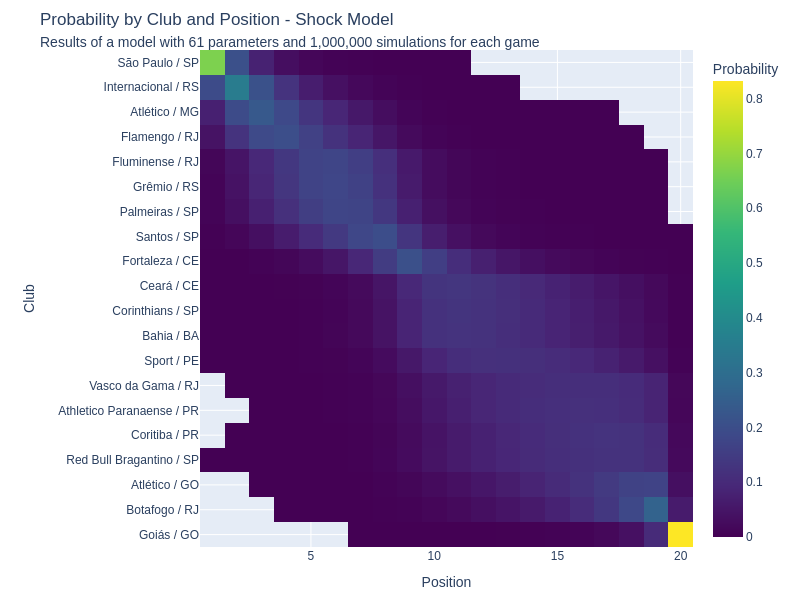 Probability by Club and Position - Shock Model
Results of a model with 61 parameters and 1,000,000 simulations for each game
Probability
São Paulo / SP
Internacional / RS
Atlético / MG
Flamengo / RJ
Fluminense / RJ
Grêmio / RS
Palmeiras / SP
Santos / SP
Fortaleza / CE
Ceará / CE
Corinthians / SP
Bahia / BA
Sport / PE
Vasco da Gama / RJ
Athletico Paranaense / PR
Coritiba / PR
Red Bull Bragantino / SP
Atlético / GO
Botafogo / RJ
Goiás / GO
Club
5
10
15
20
Position
0.8
0.7
0.6
0.5
0.4
0.3
0.2
0.1
0